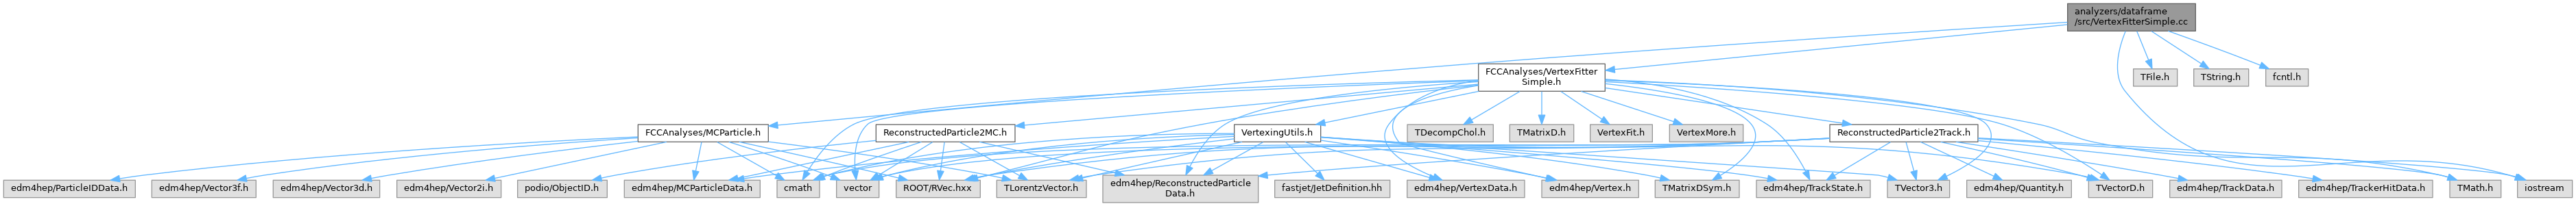 analyzers/dataframe
/src/VertexFitterSimple.cc
FCCAnalyses/VertexFitter
Simple.h
TFile.h
TString.h
fcntl.h
FCCAnalyses/MCParticle.h
ReconstructedParticle2MC.h
VertexingUtils.h
TDecompChol.h
TMatrixD.h
VertexFit.h
VertexMore.h
ReconstructedParticle2Track.h
edm4hep/ParticleIDData.h
edm4hep/Vector3f.h
edm4hep/Vector3d.h
edm4hep/Vector2i.h
podio/ObjectID.h
edm4hep/MCParticleData.h
cmath
vector
ROOT/RVec.hxx
TLorentzVector.h
edm4hep/ReconstructedParticle
Data.h
fastjet/JetDefinition.hh
edm4hep/VertexData.h
edm4hep/Vertex.h
TMatrixDSym.h
edm4hep/TrackState.h
TVector3.h
edm4hep/Quantity.h
TVectorD.h
edm4hep/TrackData.h
edm4hep/TrackerHitData.h
TMath.h
iostream